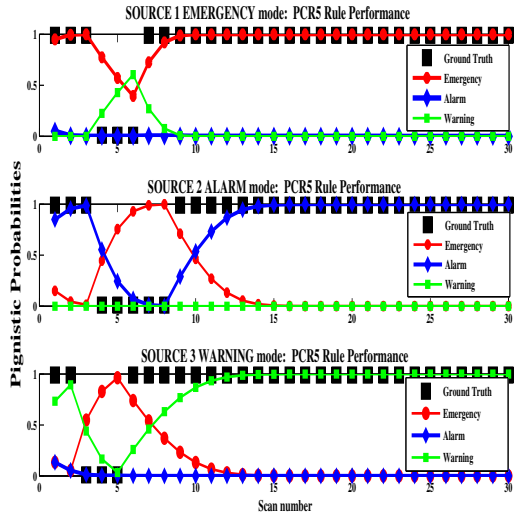 SOURCE 1 EMERGENCY mode: PCR5 Rule Performance
1
0.5
0
0 5 10 15 20 25 30
Ground Truth
Emergency
Alarm
Warning
SOURCE 2 ALARM mode: PCR5 Rule Performance
1
0.5
0
0 5 10 15 20 25 30
Ground Truth
Emergency
Alarm
Warning
SOURCE 3 WARNING mode: PCR5 Rule Performance
1
0.5
0
0 5 10 15 20 25 30
Ground Truth
Emergency
Alarm
Warning
Pignistic Probabilities
Scan number